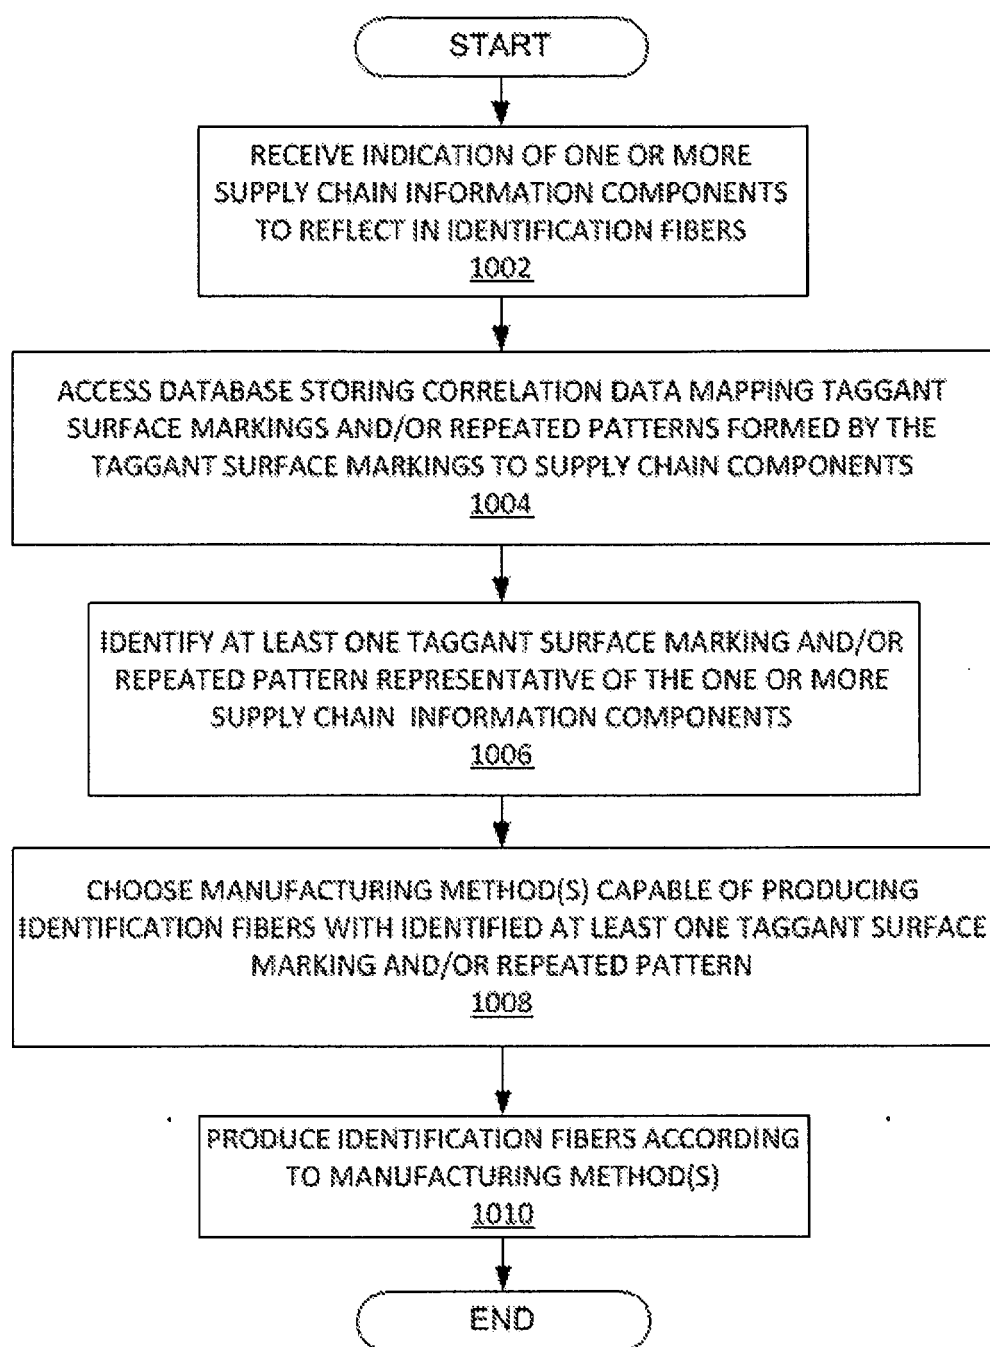 START
RECEIVE INDICATION OF ONE OR MORE
SUPPLY CHAIN INFORMATION COMPONENTS
TO REFLECT IN IDENTIFICATION FIBERS
1002
ACCESS DATABASE STORING CORRELATION DATA MAPPING TAGGANT
SURFACE MARKINGS AND/OR REPEATED PATTERNS FORMED BY THE
TAGGANT SURFACE MARKINGS TO SUPPLY CHAIN COMPONENTS
1004
IDENTIFY AT LEAST ONE TAGGANT SURFACE MARKING AND/OR
REPEATED PATTERN REPRESENTATIVE OF THE ONE OR MORE
SUPPLY CHAIN INFORMATION COMPONENTS
1006
CHOOSE MANUFACTURING METHOD(S) CAPABLE OF PRODUCING
IDENTIFICATION FIBERS WITH IDENTIFIED AT LEAST ONE TAGGANT SURFACE
MARKING AND/OR REPEATED PATTERN
1008
PRODUCE IDENTIFICATION FIBERS ACCORDING
TO MANUFACTURING METHOD(S)
1010
END